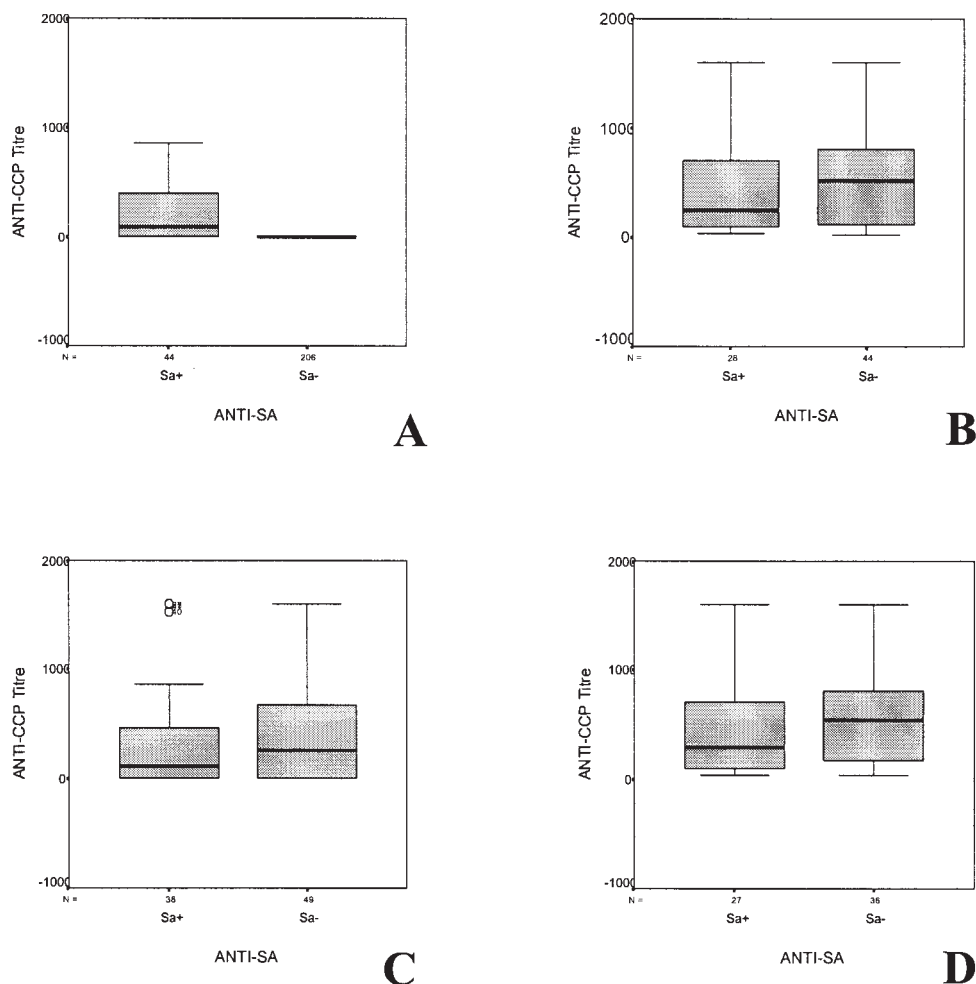 2000
1000
0
-1000
ANTI-CCP Titre
N =
44
206
Sa+
Sa-
ANTI-SA
A
2000
1000
0
-1000
ANTI-CCP Titre
N =
28
44
Sa+
Sa-
ANTI-SA
B
2000
1000
0
-1000
ANTI-CCP Titre
N =
38
49
Sa+
Sa-
ANTI-SA
C
2000
1000
0
-1000
ANTI-CCP Titre
N =
27
36
Sa+
Sa-
ANTI-SA
D